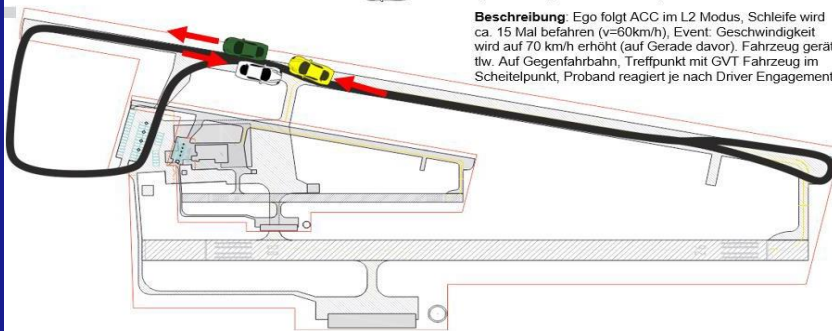 Beschreibung: Ego folgt ACC im L2 Modus, Schleife wird
ca. 15 Mal befahren (v=60km/h), Event: Geschwindigkeit
wird auf 70 km/h erhöht (auf Gerade davor). Fahrzeug gerät
tlw. Auf Gegenfahrbahn, Treffpunkt mit GVT Fahrzeug im
Scheitelpunkt, Proband reagiert je nach Driver Engagement